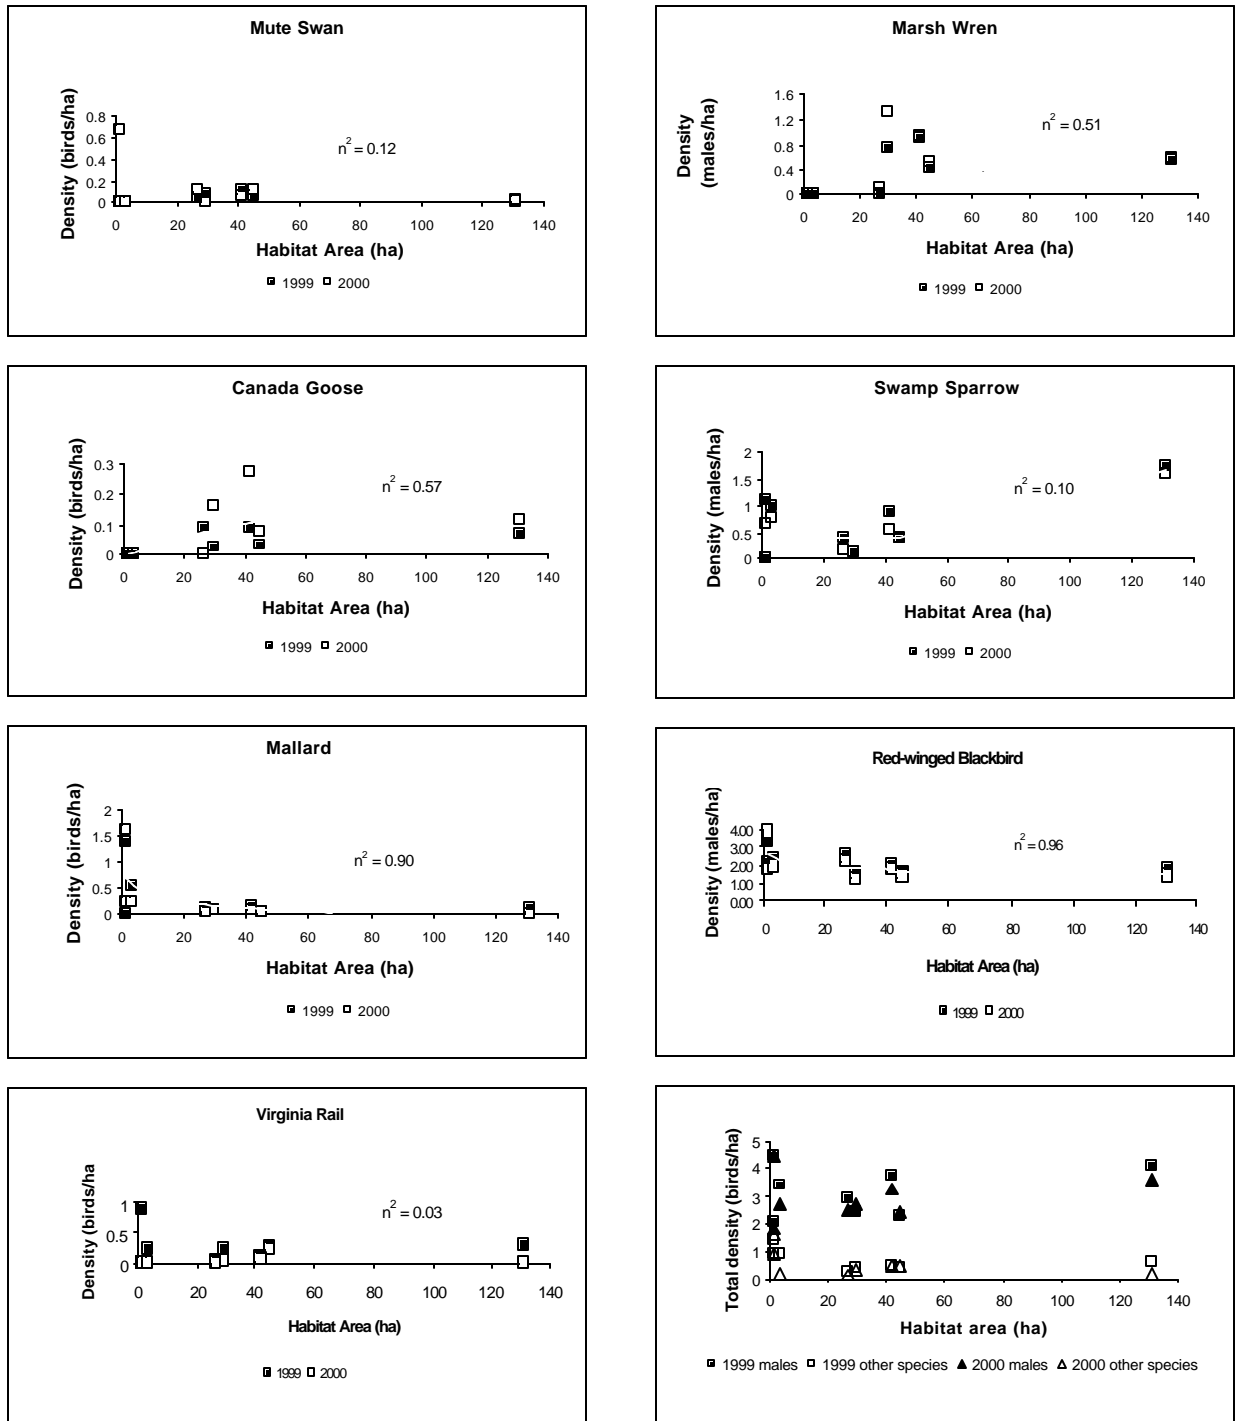 Mute Swan
Density (birds/ha)
0.8
0.6
0.4
0.2
0
n² = 0.12
0 20 40 60 80 100 120 140
Habitat Area (ha)
1999 2000
Marsh Wren
Density
(males/ha)
1.6
1.2
0.8
0.4
0
n² = 0.51
0 20 40 60 80 100 120 140
Habitat Area (ha)
1999 2000
Canada Goose
Density (birds/ha)
0.3
0.2
0.1
0
n² = 0.57
0 20 40 60 80 100 120 140
Habitat Area (ha)
1999 2000
Swamp Sparrow
Density (males/ha)
2
1.5
1
0.5
0
n² = 0.10
0 20 40 60 80 100 120 140
Habitat Area (ha)
1999 2000
Mallard
Density (birds/ha)
2
1.5
1
0.5
0
n² = 0.90
0 20 40 60 80 100 120 140
Habitat Area (ha)
1999 2000
Red-winged Blackbird
Density (males/ha)
4.00
3.00
2.00
1.00
0.00
n² = 0.96
0 20 40 60 80 100 120 140
Habitat Area (ha)
1999 2000
Virginia Rail
Density (birds/ha
1
0.5
0
n² = 0.03
0 20 40 60 80 100 120 140
Habitat Area (ha)
1999 2000
Total density (birds/ha)
5
4
3
2
1
0
0 20 40 60 80 100 120 140
Habitat area (ha)
1999 males 1999 other species 2000 males 2000 other species